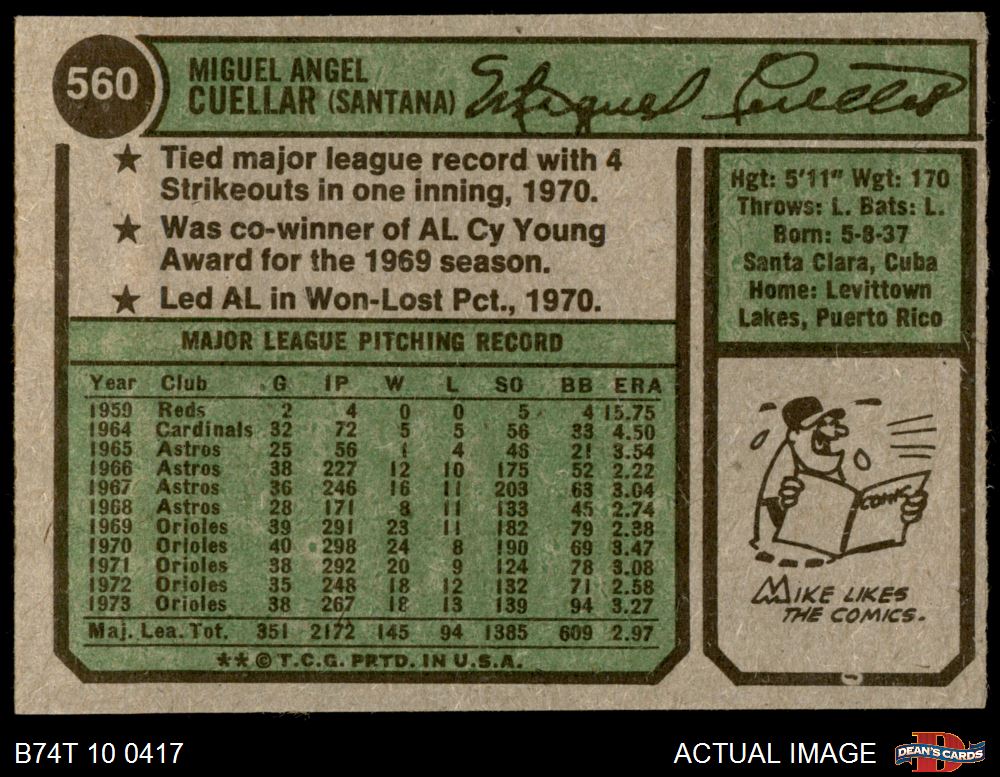 560
MIGUEL ANGEL
CUELLAR (SANTANA)
Miguel Cuellar
★ Tied major league record with 4
Strikeouts in one inning, 1970.
★ Was co-winner of AL Cy Young
Award for the 1969 season.
★ Led AL in Won-Lost Pct., 1970.
Hgt: 5'11" Wgt: 170
Throws: L. Bats: L.
Born: 5-8-37
Santa Clara, Cuba
Home: Levittown
Lakes, Puerto Rico
MAJOR LEAGUE PITCHING RECORD
Year Club G IP W L SO BB ERA
1959 Reds 2 4 0 0 5 4 15.75
1964 Cardinals 32 72 5 5 56 33 4.50
1965 Astros 25 56 1 4 46 21 3.54
1966 Astros 38 227 12 10 175 52 2.22
1967 Astros 36 246 16 11 203 63 3.04
1968 Astros 28 171 8 11 133 45 2.74
1969 Orioles 39 291 23 11 182 79 2.38
1970 Orioles 40 298 24 8 190 69 3.47
1971 Orioles 38 292 20 9 124 78 3.08
1972 Orioles 35 248 18 12 132 71 2.58
1973 Orioles 38 267 18 13 139 94 3.27
Maj. Lea. Tot. 351 2172 145 94 1385 609 2.97
★★ © T.C.G. PRTD. IN U.S.A.
COMIC
MIKE LIKES
THE COMICS.
B74T 10 0417
ACTUAL IMAGE
DEAN'S CARDS